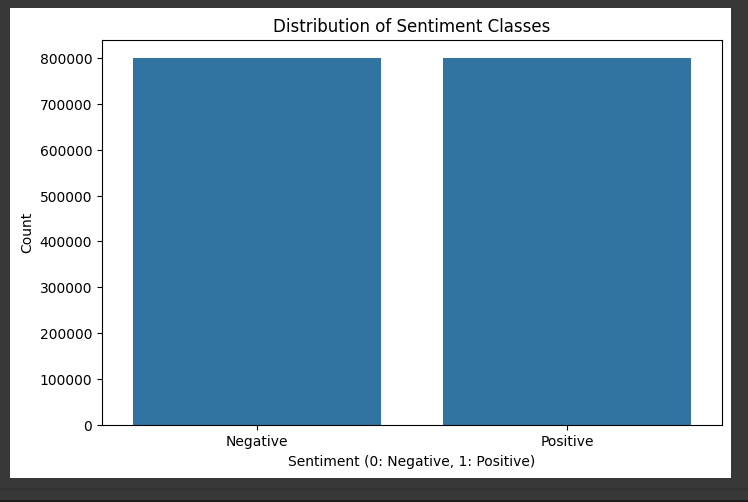 Distribution of Sentiment Classes
800000
700000
600000
500000
400000
300000
200000
100000
0
Count
Negative Positive
Sentiment (0: Negative, 1: Positive)